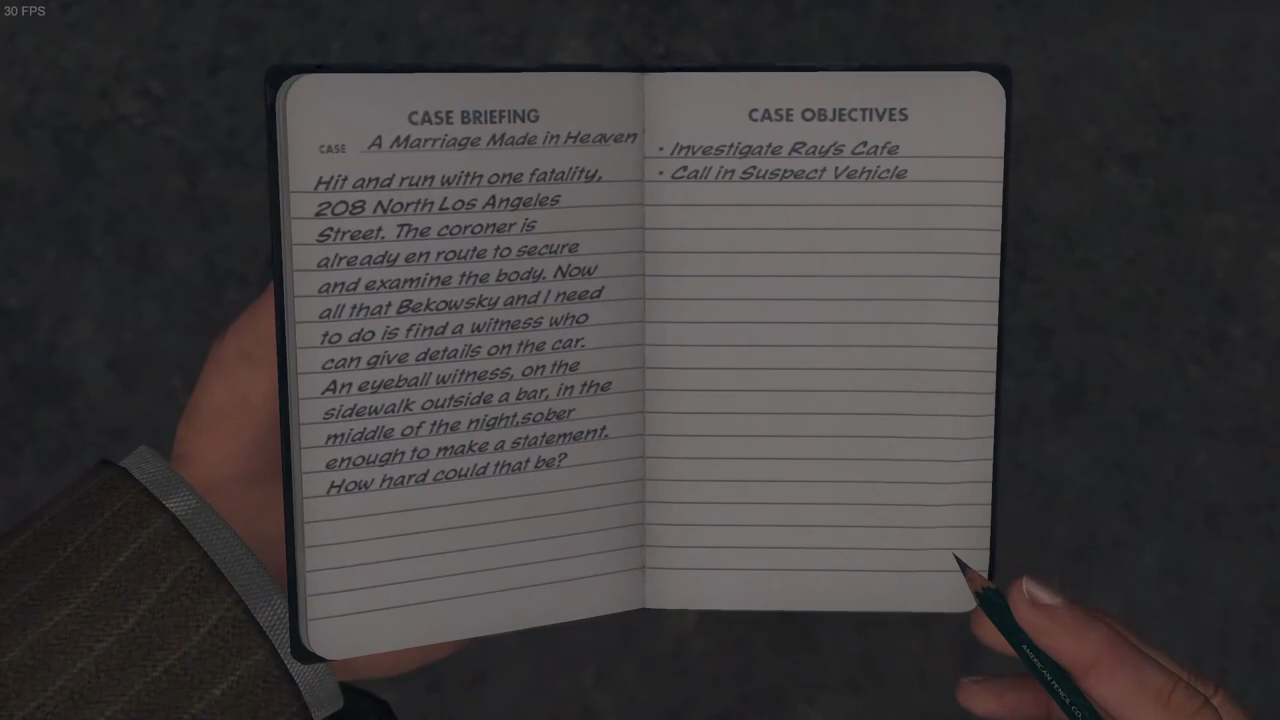 30 FPS
CASE BRIEFING
CASE A Marriage Made in Heaven
Hit and run with one fatality,
208 North Los Angeles
Street. The coroner is
already en route to secure
and examine the body. Now
all that Bekowsky and I need
to do is find a witness who
can give details on the car.
An eyeball witness, on the
sidewalk outside a bar, in the
middle of the night,sober
enough to make a statement.
How hard could that be?
CASE OBJECTIVES
• Investigate Ray's Cafe
• Call in Suspect Vehicle
AMERICAN PENCIL CO.